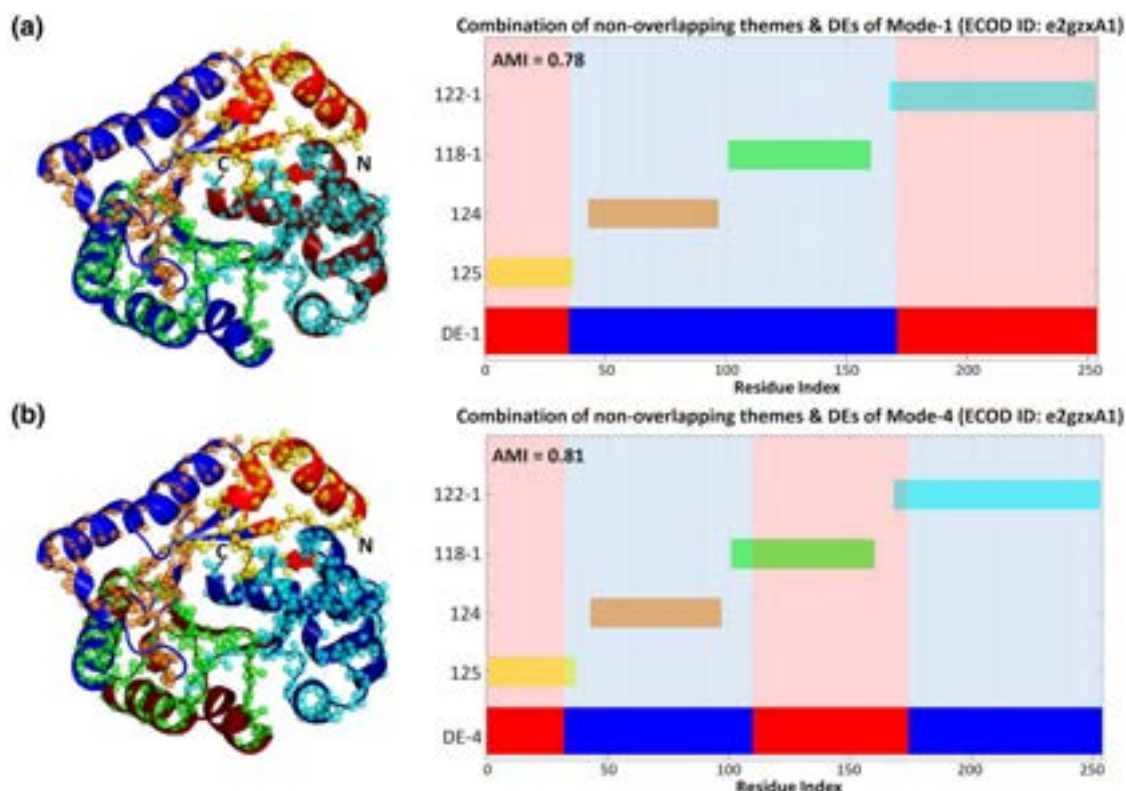 (a)
Combination of non-overlapping themes & DEs of Mode-1 (ECOD ID: e2gzxA1)
AMI = 0.78
122-1
118-1
124
125
DE-1
C
N
0 50 100 150 200 250
Residue Index
(b)
Combination of non-overlapping themes & DEs of Mode-4 (ECOD ID: e2gzxA1)
AMI = 0.81
122-1
118-1
124
125
DE-4
C
N
0 50 100 150 200 250
Residue Index